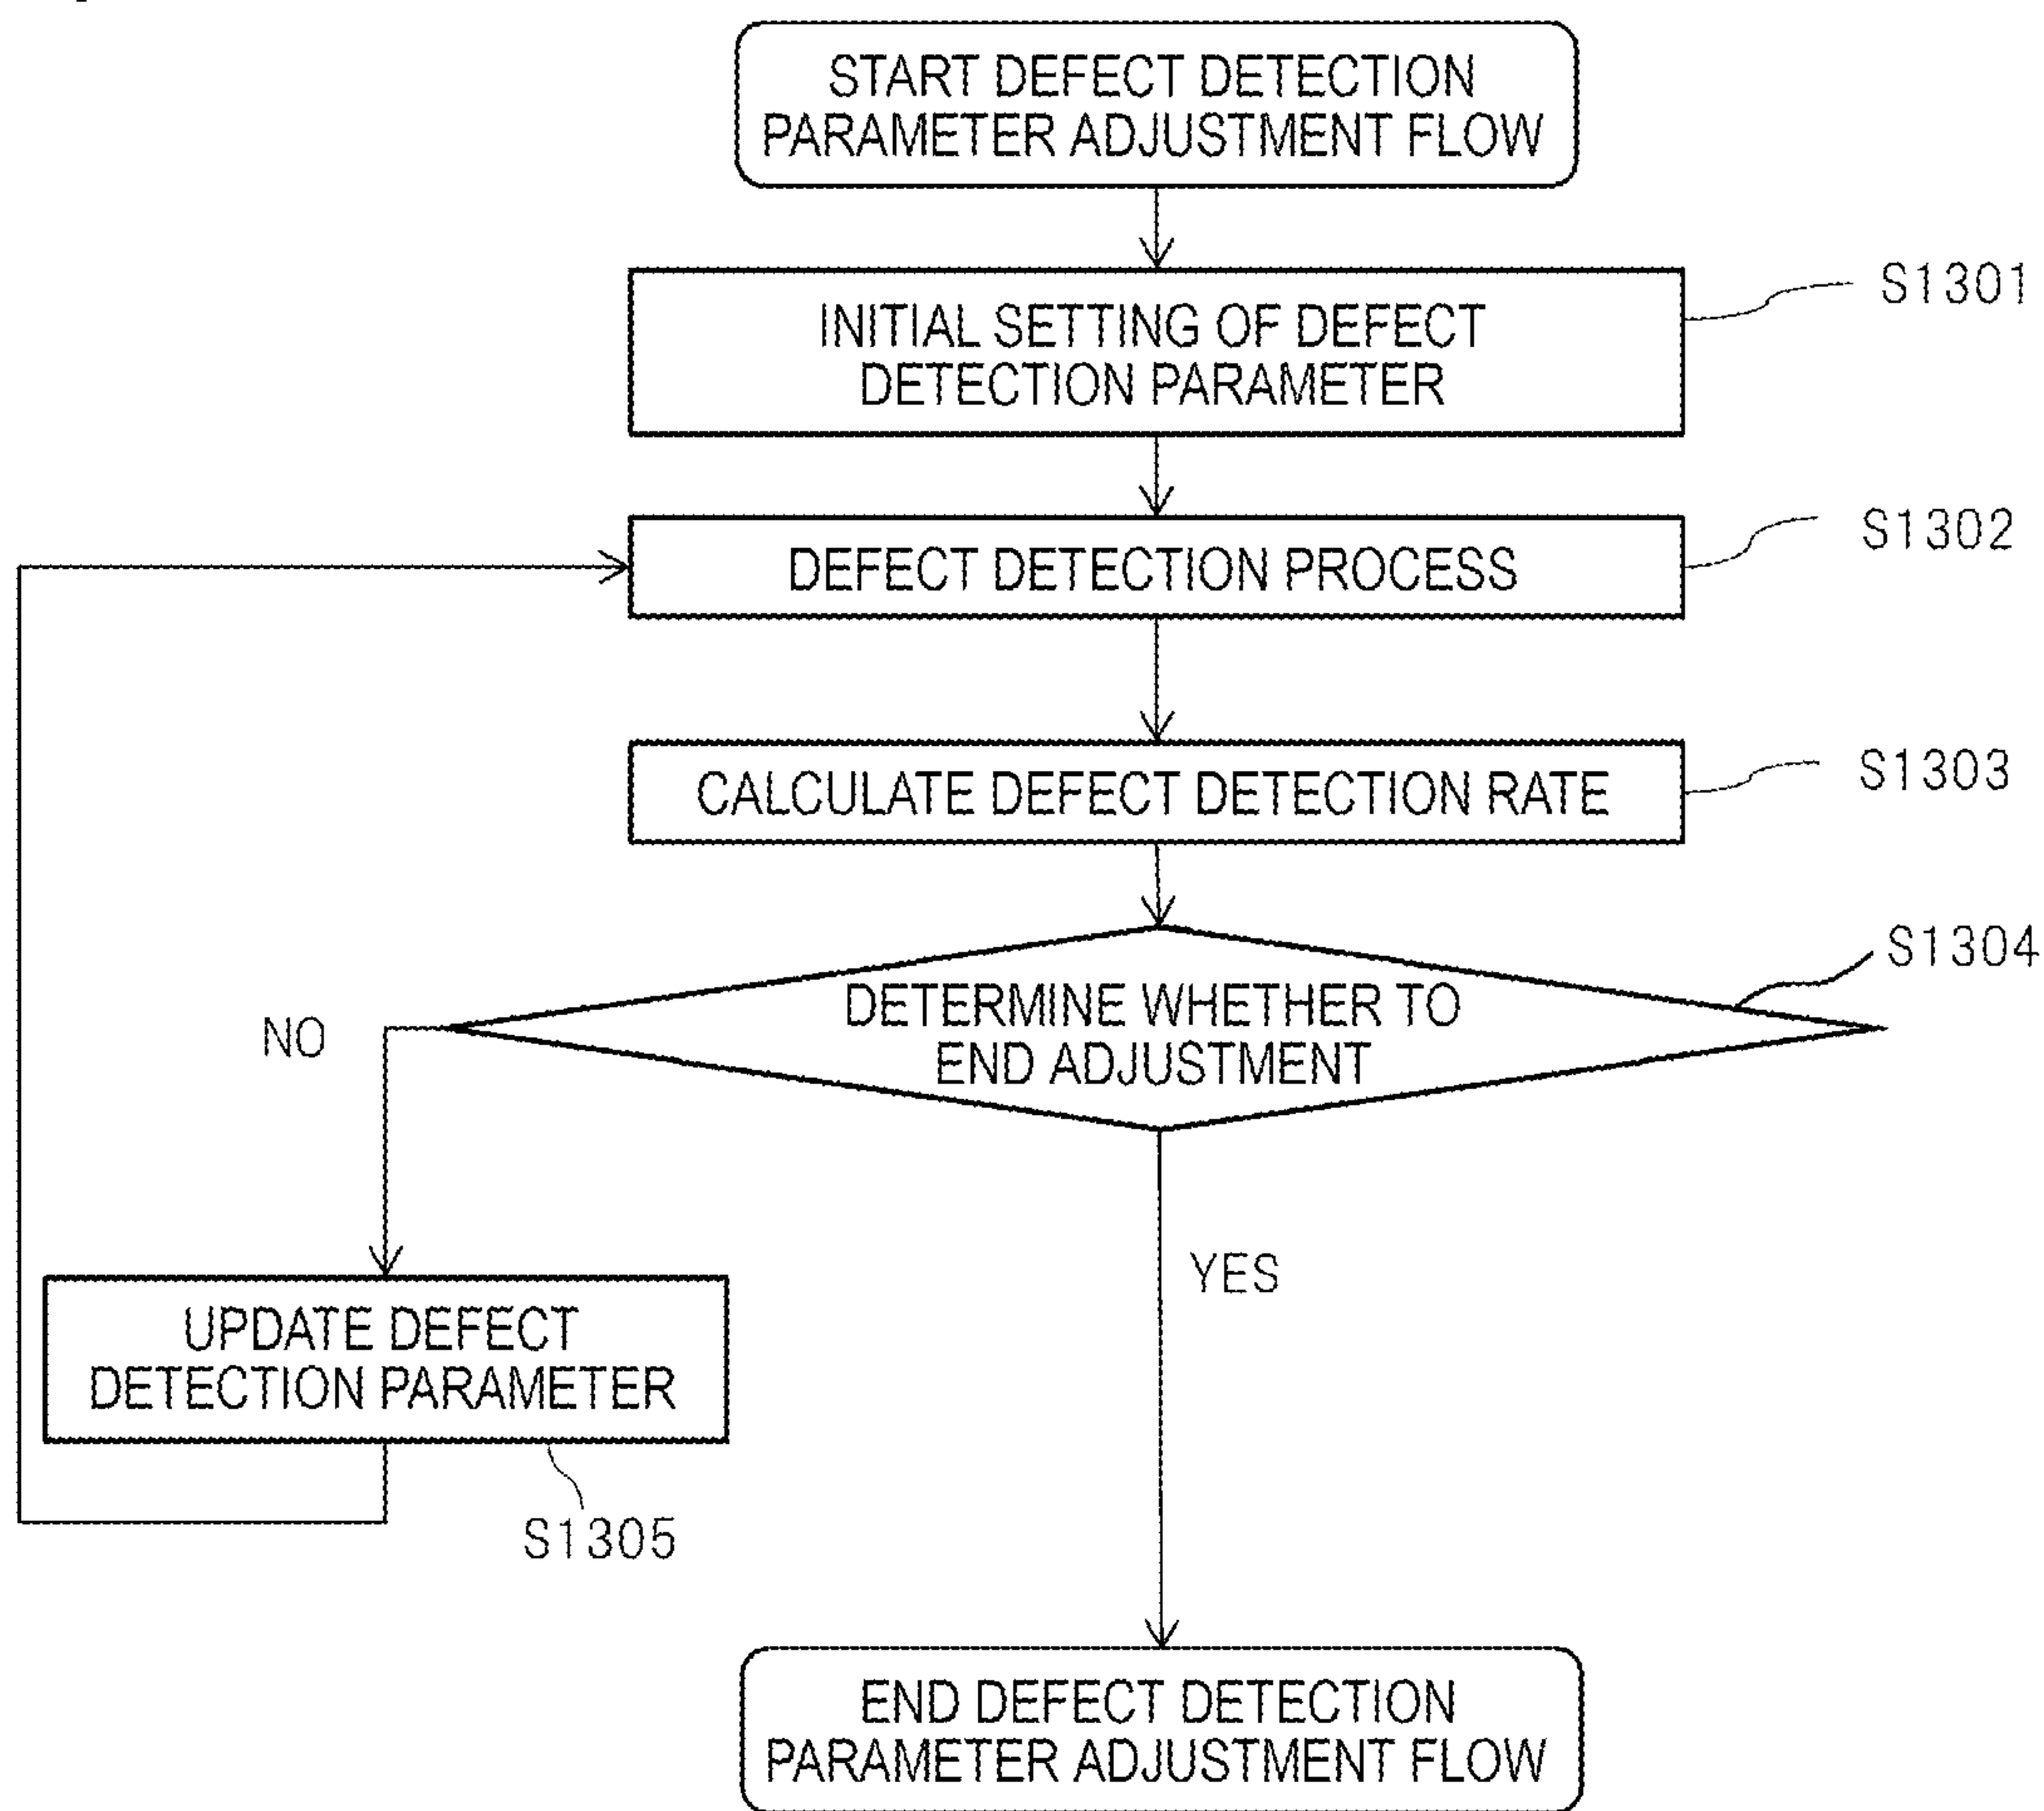 START DEFECT DETECTION
PARAMETER ADJUSTMENT FLOW
S1301
INITIAL SETTING OF DEFECT
DETECTION PARAMETER
S1302
DEFECT DETECTION PROCESS
S1303
CALCULATE DEFECT DETECTION RATE
S1304
DETERMINE WHETHER TO
END ADJUSTMENT
NO
YES
UPDATE DEFECT
DETECTION PARAMETER
S1305
END DEFECT DETECTION
PARAMETER ADJUSTMENT FLOW